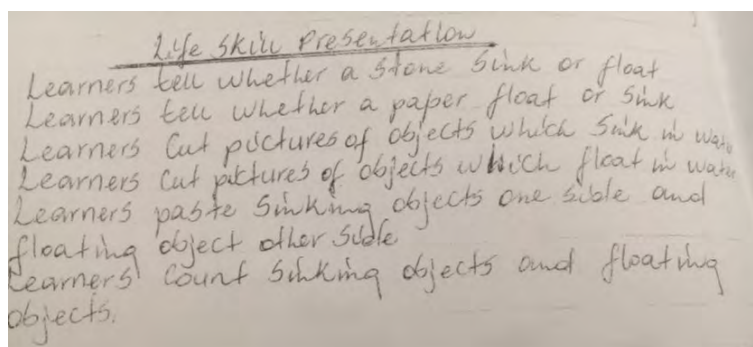 Life Skill Presentation
Learners tell whether a stone sink or float
Learners tell whether a paper float or sink
Learners cut pictures of objects which sink in water
Learners cut pictures of objects which float in water
Learners paste sinking objects one side and
floating object other side
Learners count sinking objects and floating
objects.